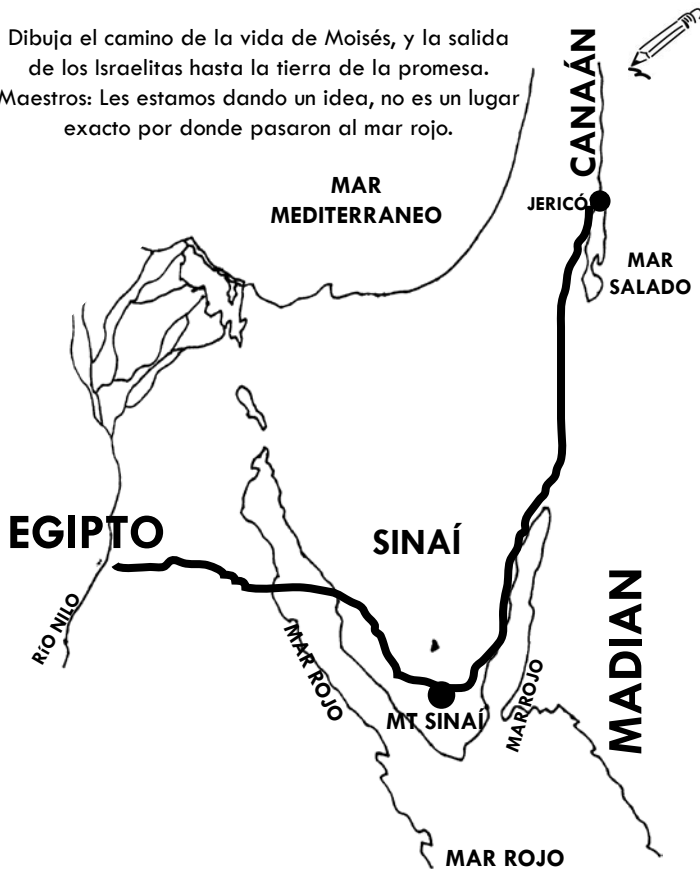 Dibuja el camino de la vida de Moisés, y la salida
de los Israelitas hasta la tierra de la promesa.
Maestros: Les estamos dando un idea, no es un lugar
exacto por donde pasaron al mar rojo.
CANAÁN
MAR
MEDITERRANEO
JERICÓ
MAR
SALADO
EGIPTO
SINAÍ
RÍO NILO
MAR ROJO
MT SINAÍ
MAR ROJO
MADIAN
MAR ROJO